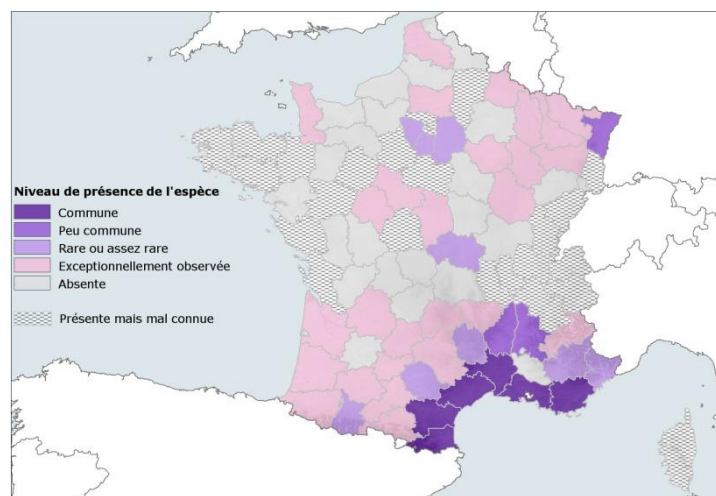 Niveau de présence de l'espèce
Commune
Peu commune
Rare ou assez rare
Exceptionnellement observée
Absente
Présente mais mal connue